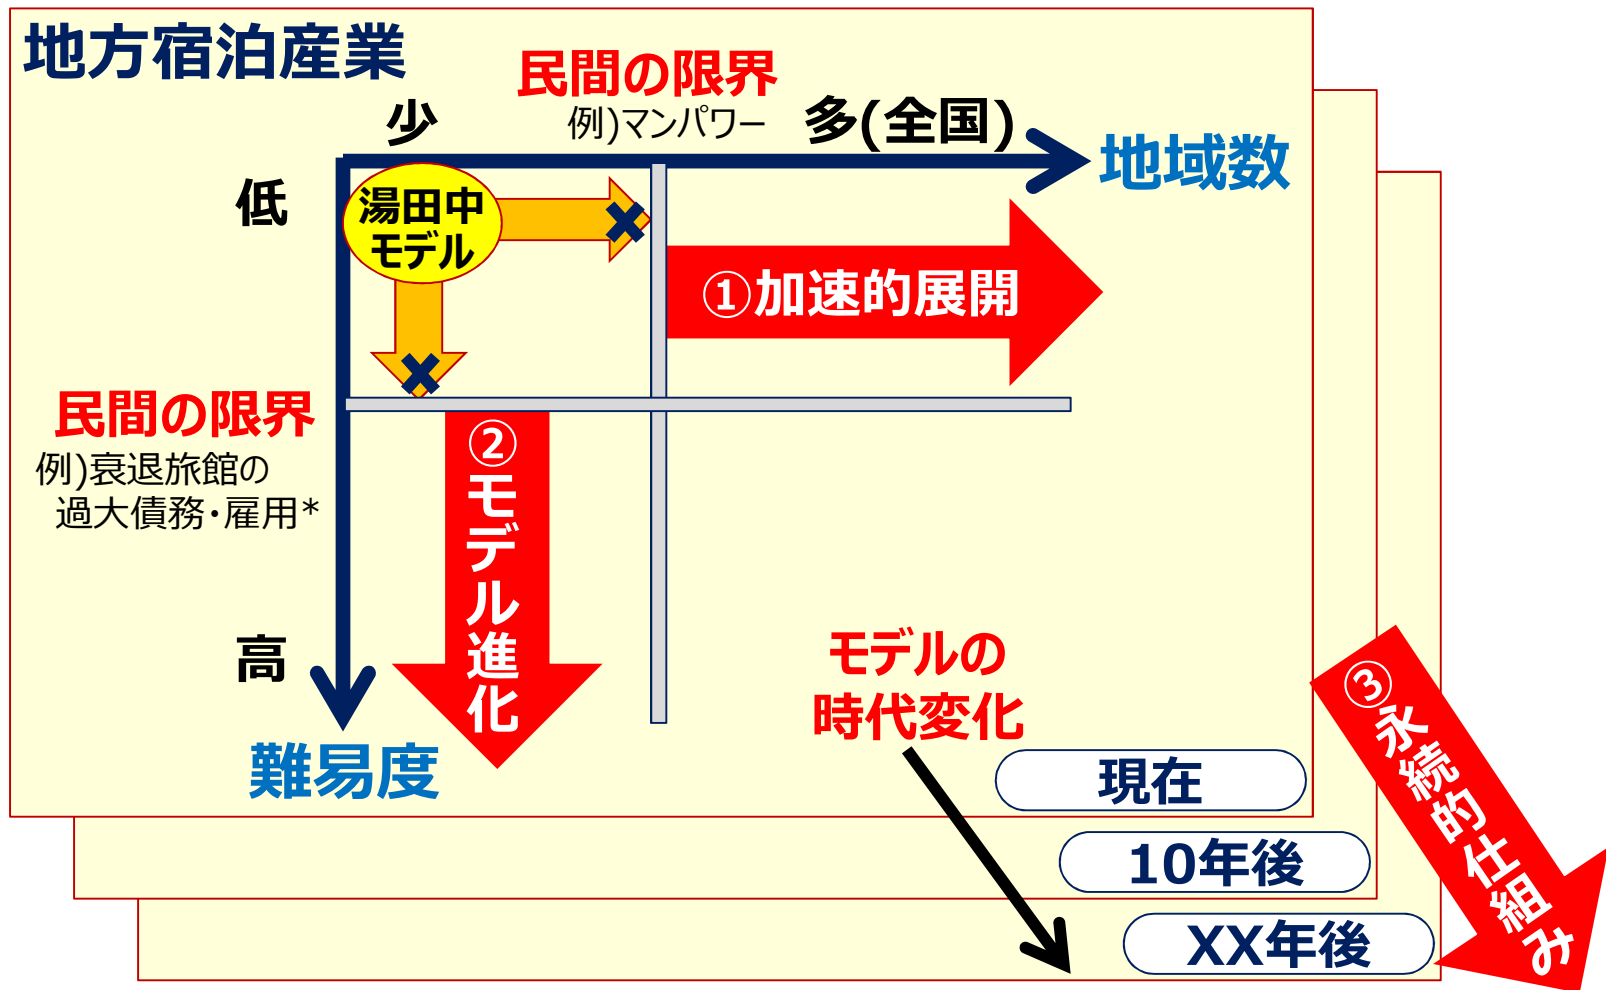 地方宿泊産業
民間の限界
例)マンパワー
少
多(全国)
地域数
低
湯田中
モデル
①加速的展開
民間の限界
例)衰退旅館の
過大債務・雇用*
②モデル進化
高
難易度
モデルの
時代変化
③永続的仕組み
現在
10年後
XX年後